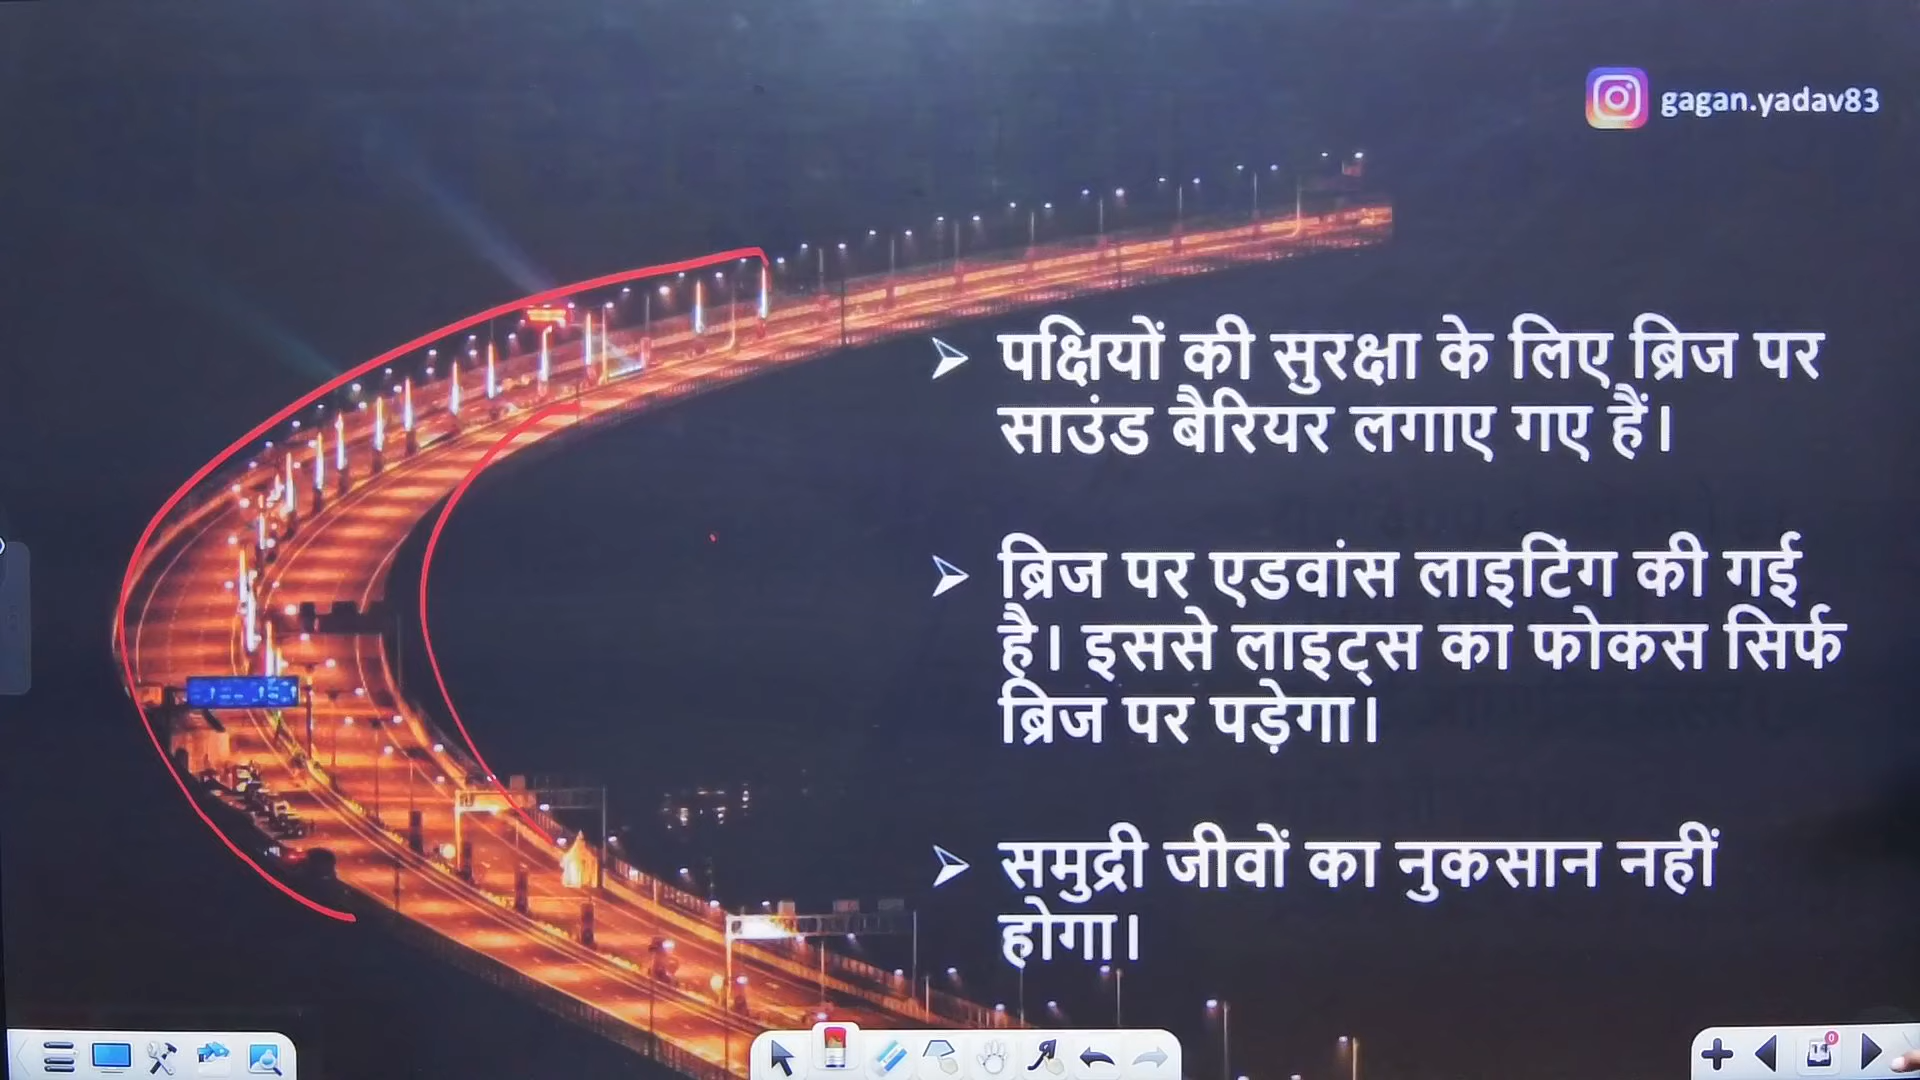 gagan.yadav83
पक्षियों की सुरक्षा के लिए ब्रिज पर
साउंड बैरियर लगाए गए हैं।
ब्रिज पर एडवांस लाइटिंग की गई
है। इससे लाइट्स का फोकस सिर्फ
ब्रिज पर पड़ेगा।
समुद्री जीवों का नुकसान नहीं
होगा।